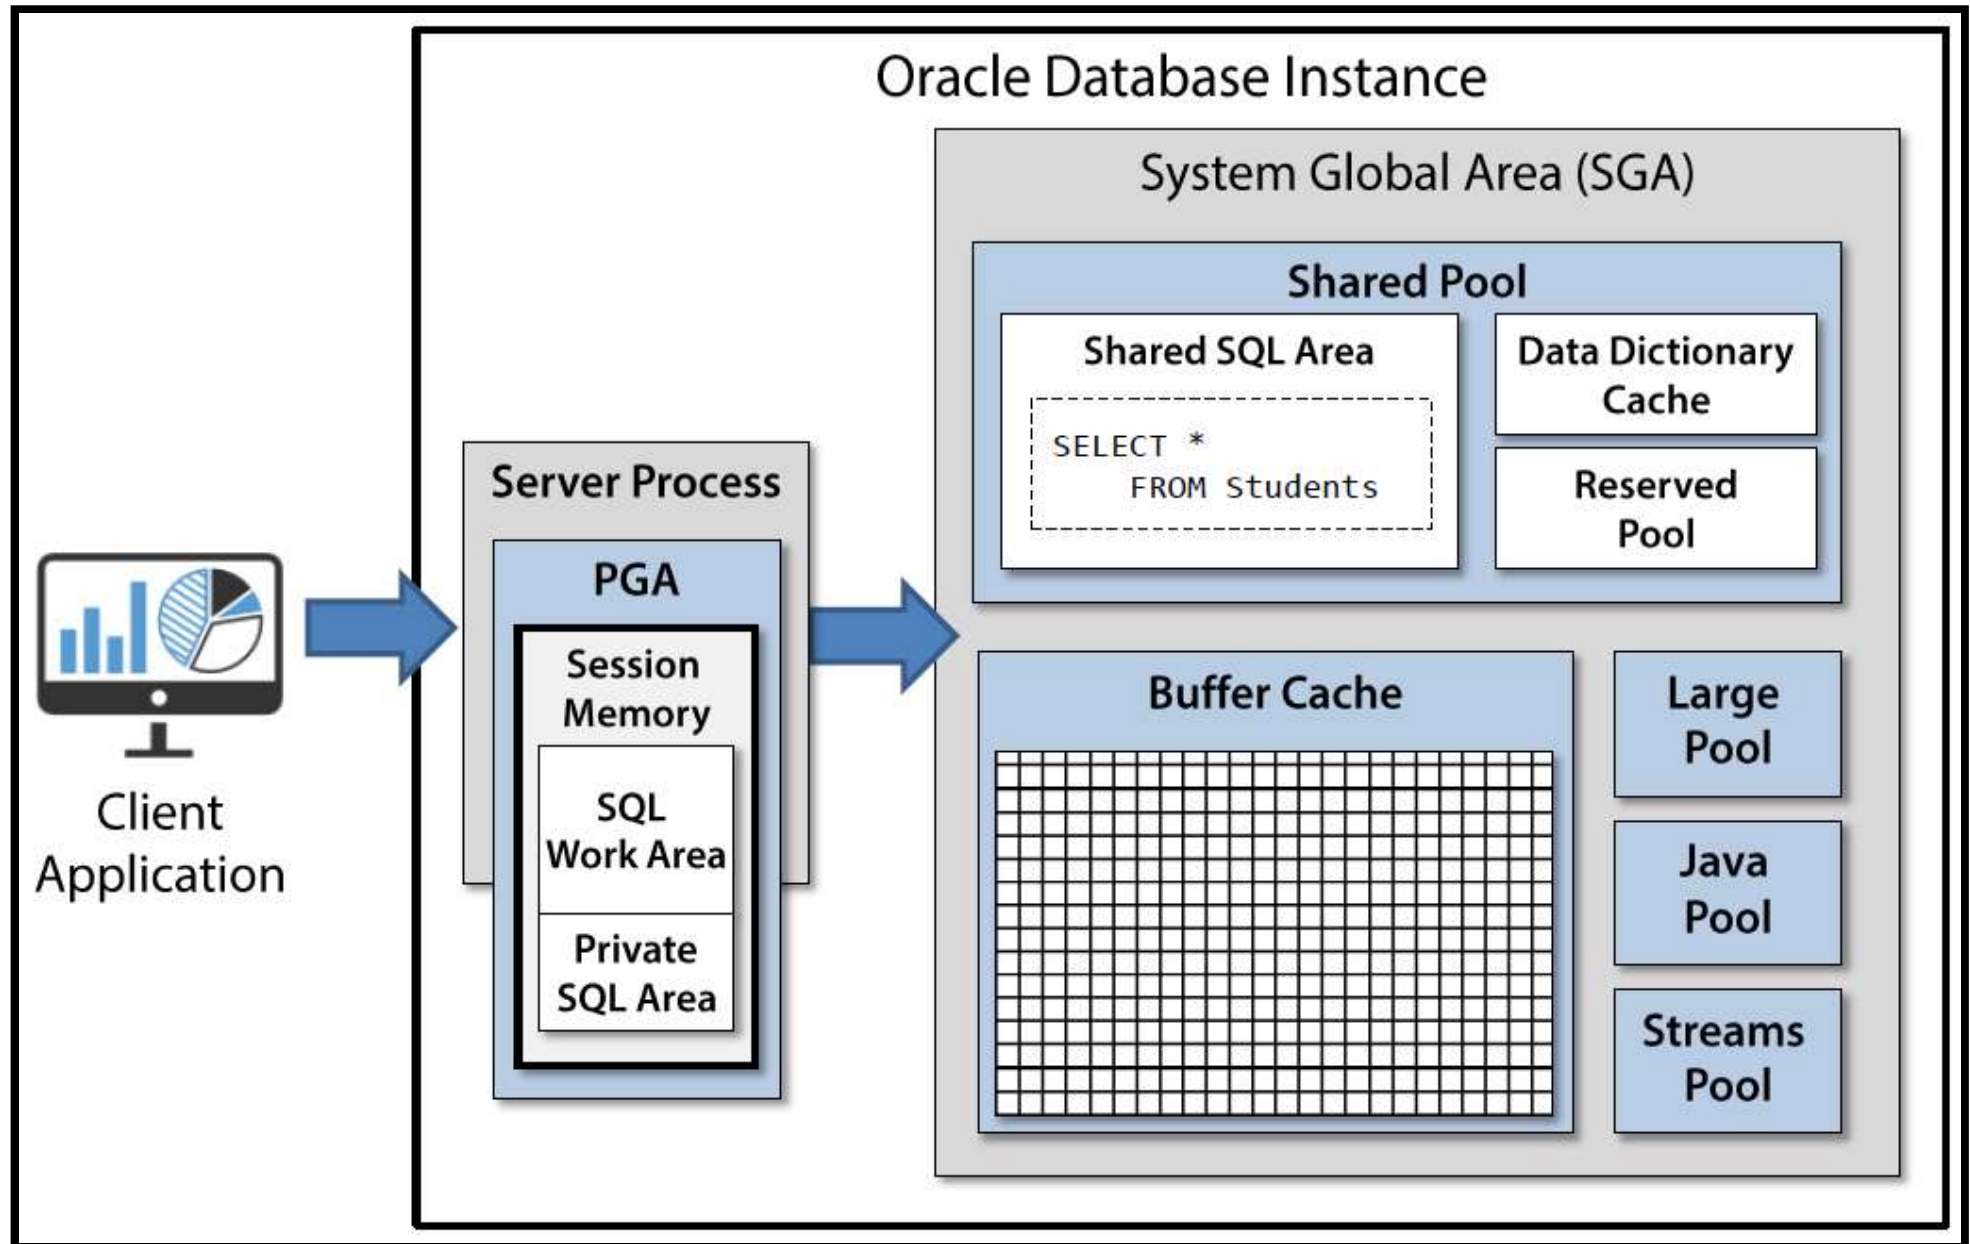 Oracle Database Instance
System Global Area (SGA)
Shared Pool
Shared SQL Area
SELECT *
FROM Students
Data Dictionary
Cache
Reserved
Pool
Server Process
PGA
Session
Memory
SQL
Work Area
Private
SQL Area
Client
Application
Buffer Cache
Large
Pool
Java
Pool
Streams
Pool